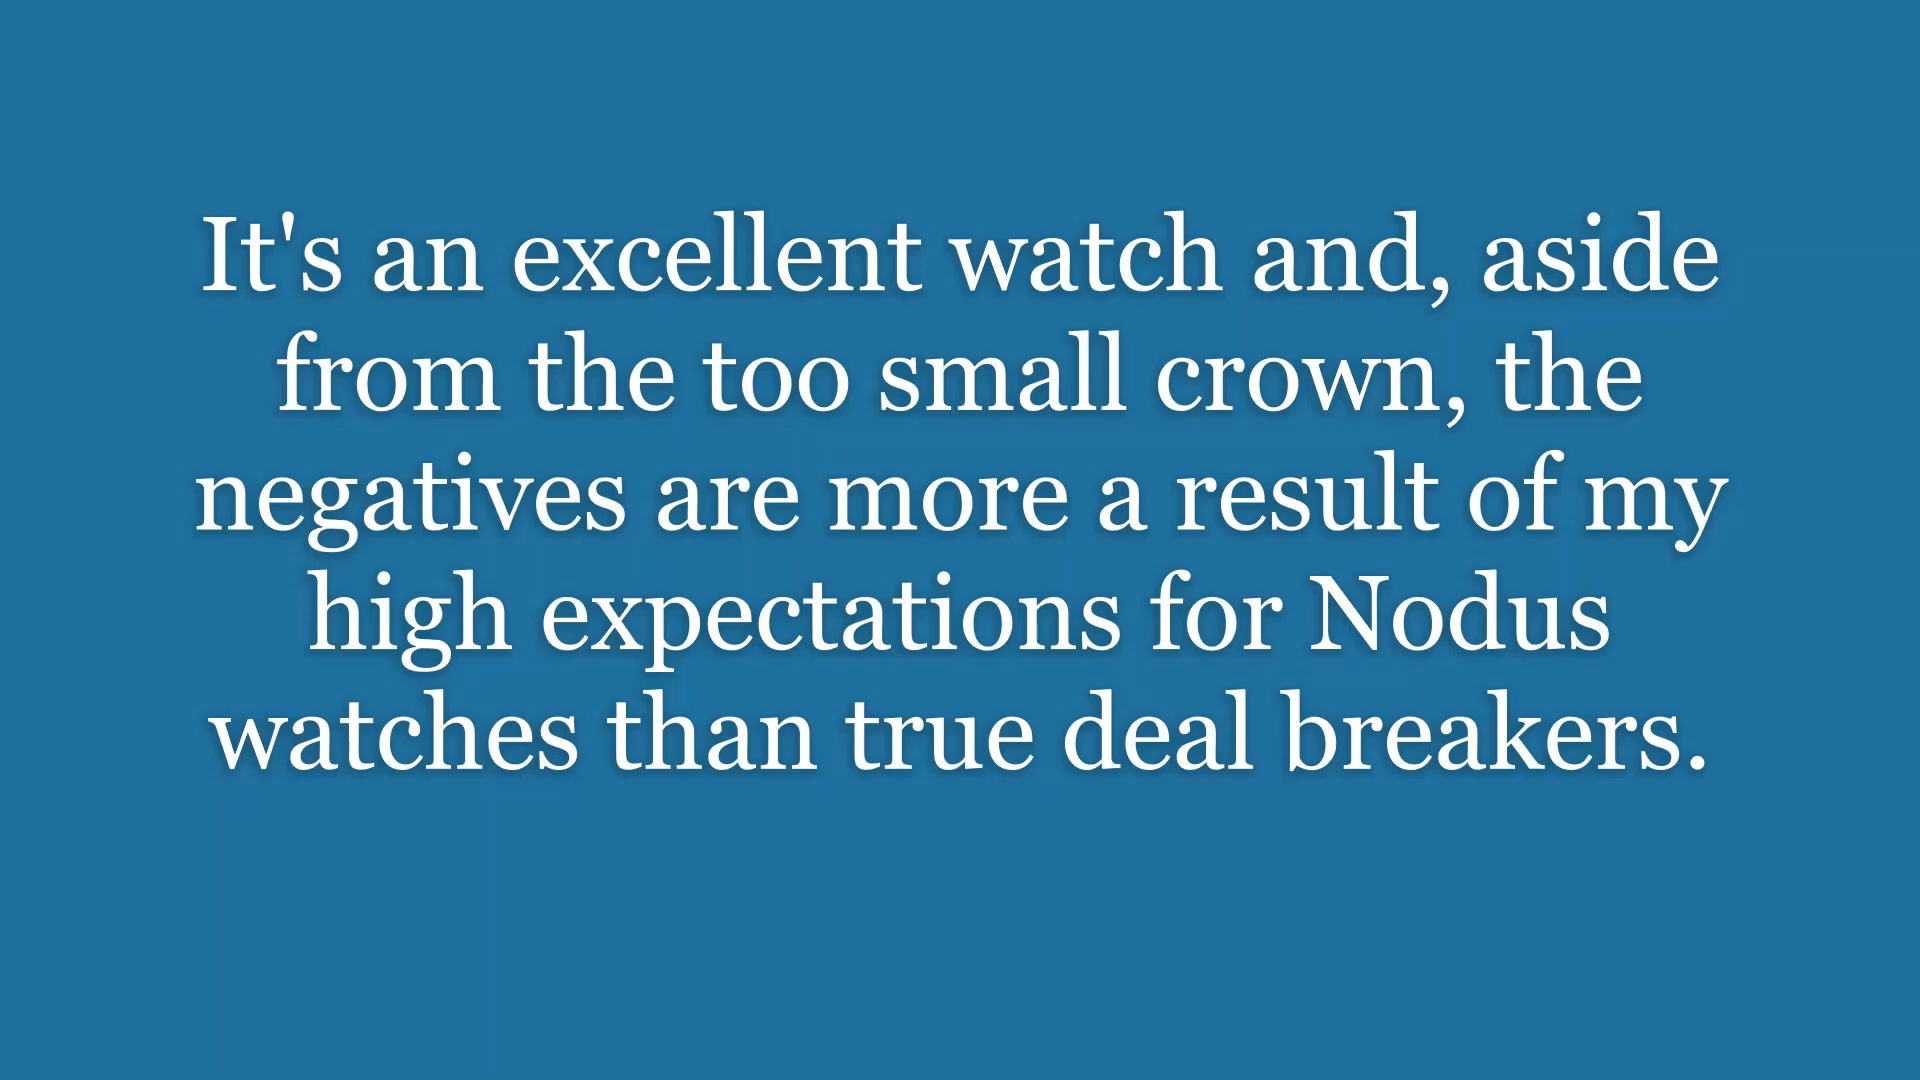 It's an excellent watch and, aside
from the too small crown, the
negatives are more a result of my
high expectations for Nodus
watches than true deal breakers.